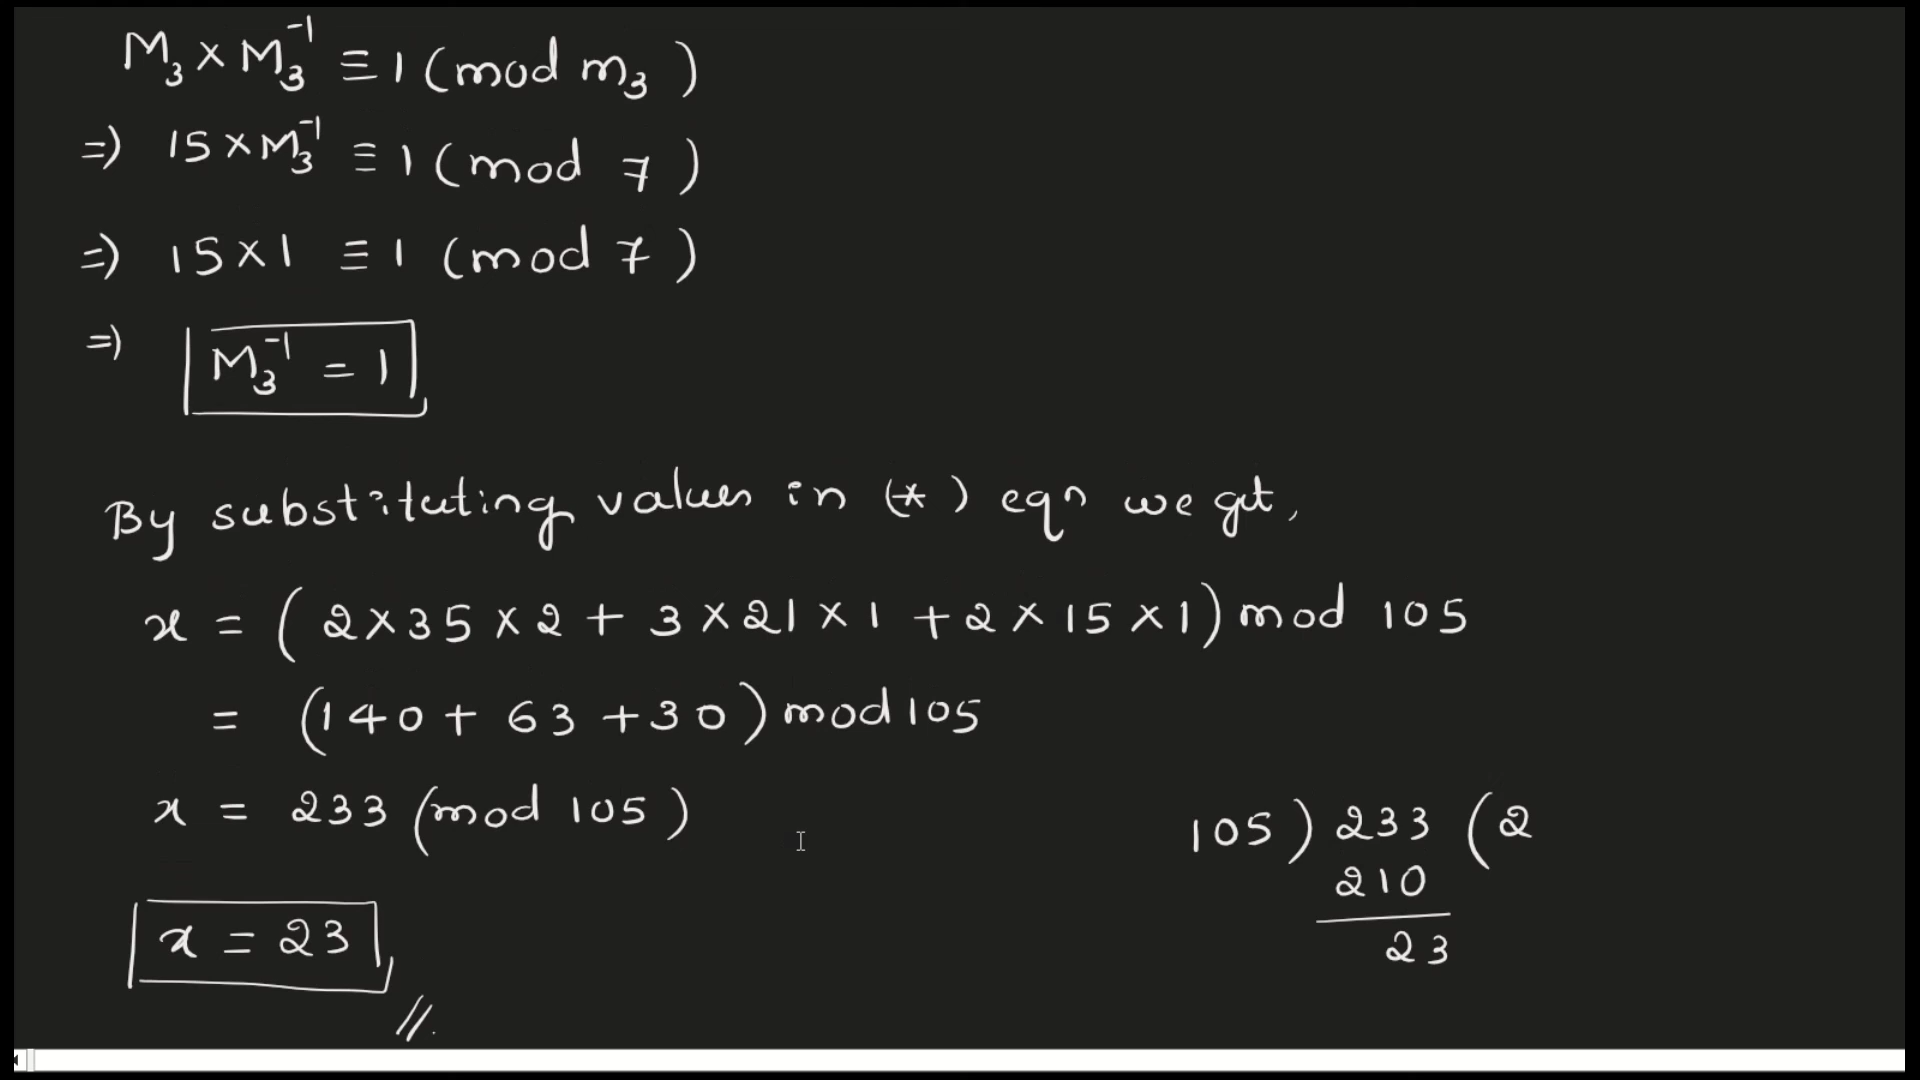 M₃ × M₃⁻¹ ≡ 1 (mod m₃)
⇒) 15 × M₃⁻¹ ≡ 1 (mod 7)
⇒) 15 × 1 ≡ 1 (mod 7)
⇒) M₃⁻¹ = 1
By substituting values in (*) eqn we get,
x = (2 × 35 × 2 + 3 × 21 × 1 + 2 × 15 × 1) mod 105
= (140 + 63 + 30) mod 105
x = 233 (mod 105)
105 ) 233 ( 2
210
23
x = 23 //.